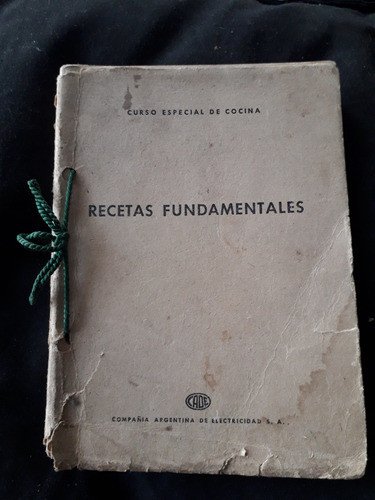 CURSO ESPECIAL DE COCINA
RECETAS FUNDAMENTALES
CADE
COMPAÑIA ARGENTINA DE ELECTRICIDAD S. A.